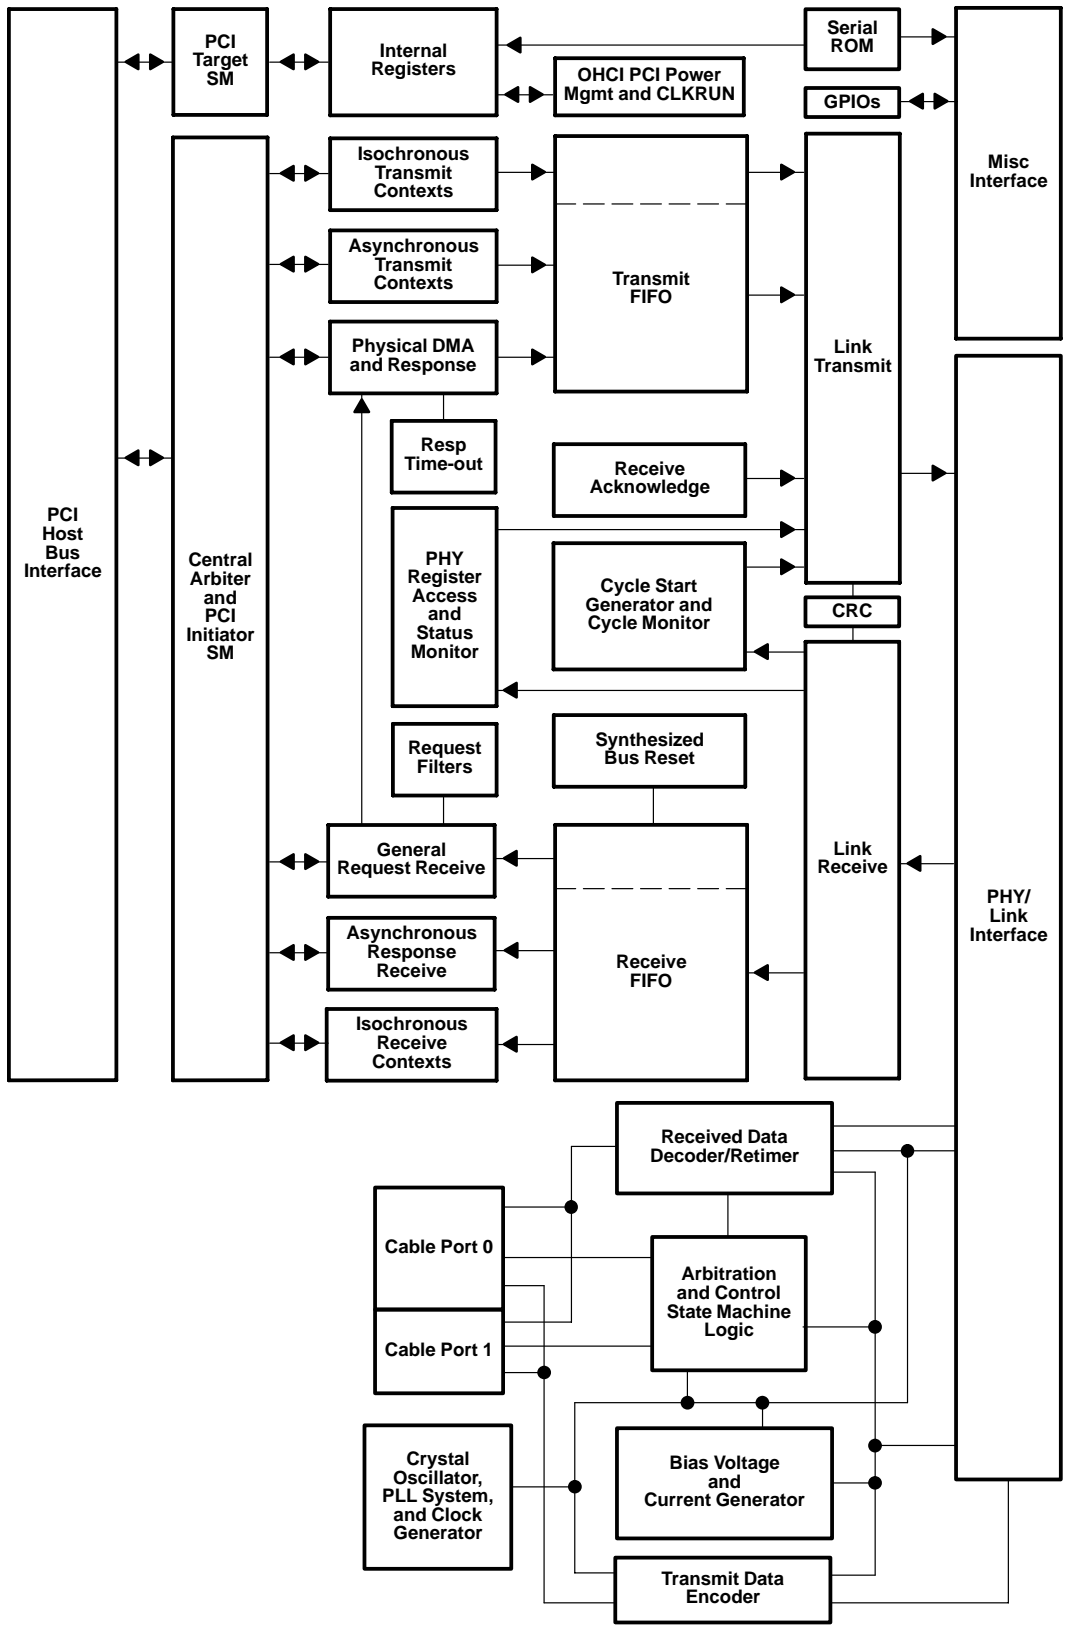 PCI
Target
SM
Internal
Registers
Serial
ROM
OHCI PCI Power
Mgmt and CLKRUN
GPIOs
Misc
Interface
Isochronous
Transmit
Contexts
Asynchronous
Transmit
Contexts
Transmit
FIFO
Physical DMA
and Response
Link
Transmit
Resp
Time-out
Receive
Acknowledge
PCI
Host
Bus
Interface
Central
Arbiter
and
PCI
Initiator
SM
PHY
Register
Access
and
Status
Monitor
Cycle Start
Generator and
Cycle Monitor
CRC
Request
Filters
Synthesized
Bus Reset
General
Request Receive
Link
Receive
PHY/
Link
Interface
Asynchronous
Response
Receive
Receive
FIFO
Isochronous
Receive
Contexts
Received Data
Decoder/Retimer
Cable Port 0
Arbitration
and Control
State Machine
Logic
Cable Port 1
Crystal
Oscillator,
PLL System,
and Clock
Generator
Bias Voltage
and
Current Generator
Transmit Data
Encoder